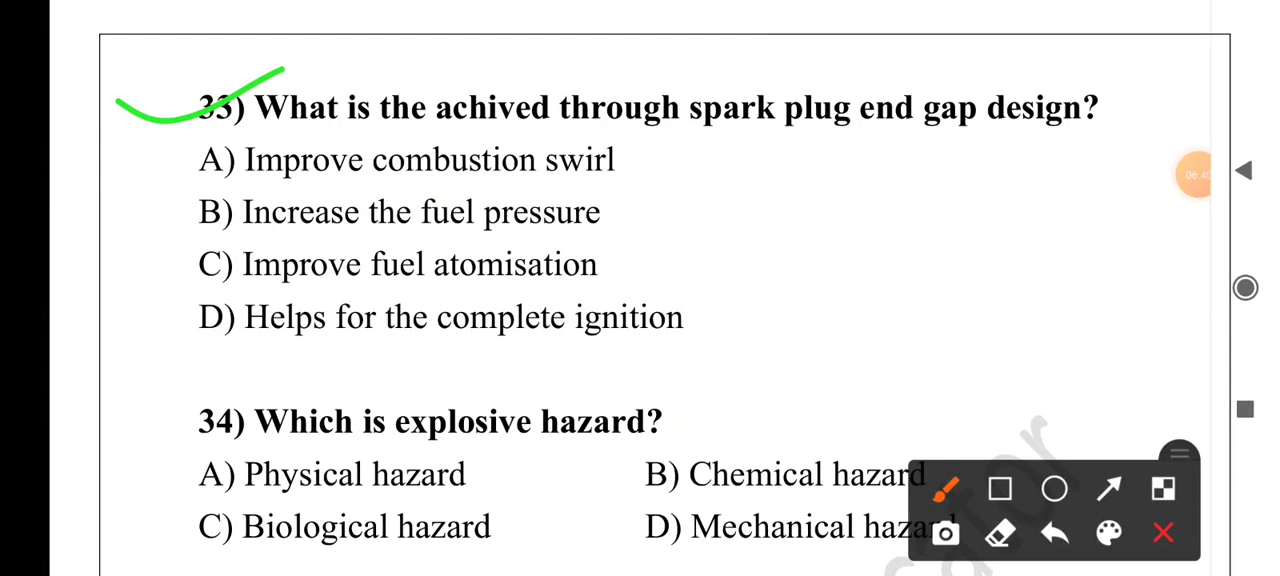 33) What is the achived through spark plug end gap design?
A) Improve combustion swirl
B) Increase the fuel pressure
C) Improve fuel atomisation
D) Helps for the complete ignition
34) Which is explosive hazard?
A) Physical hazard B) Chemical hazard
C) Biological hazard D) Mechanical hazard